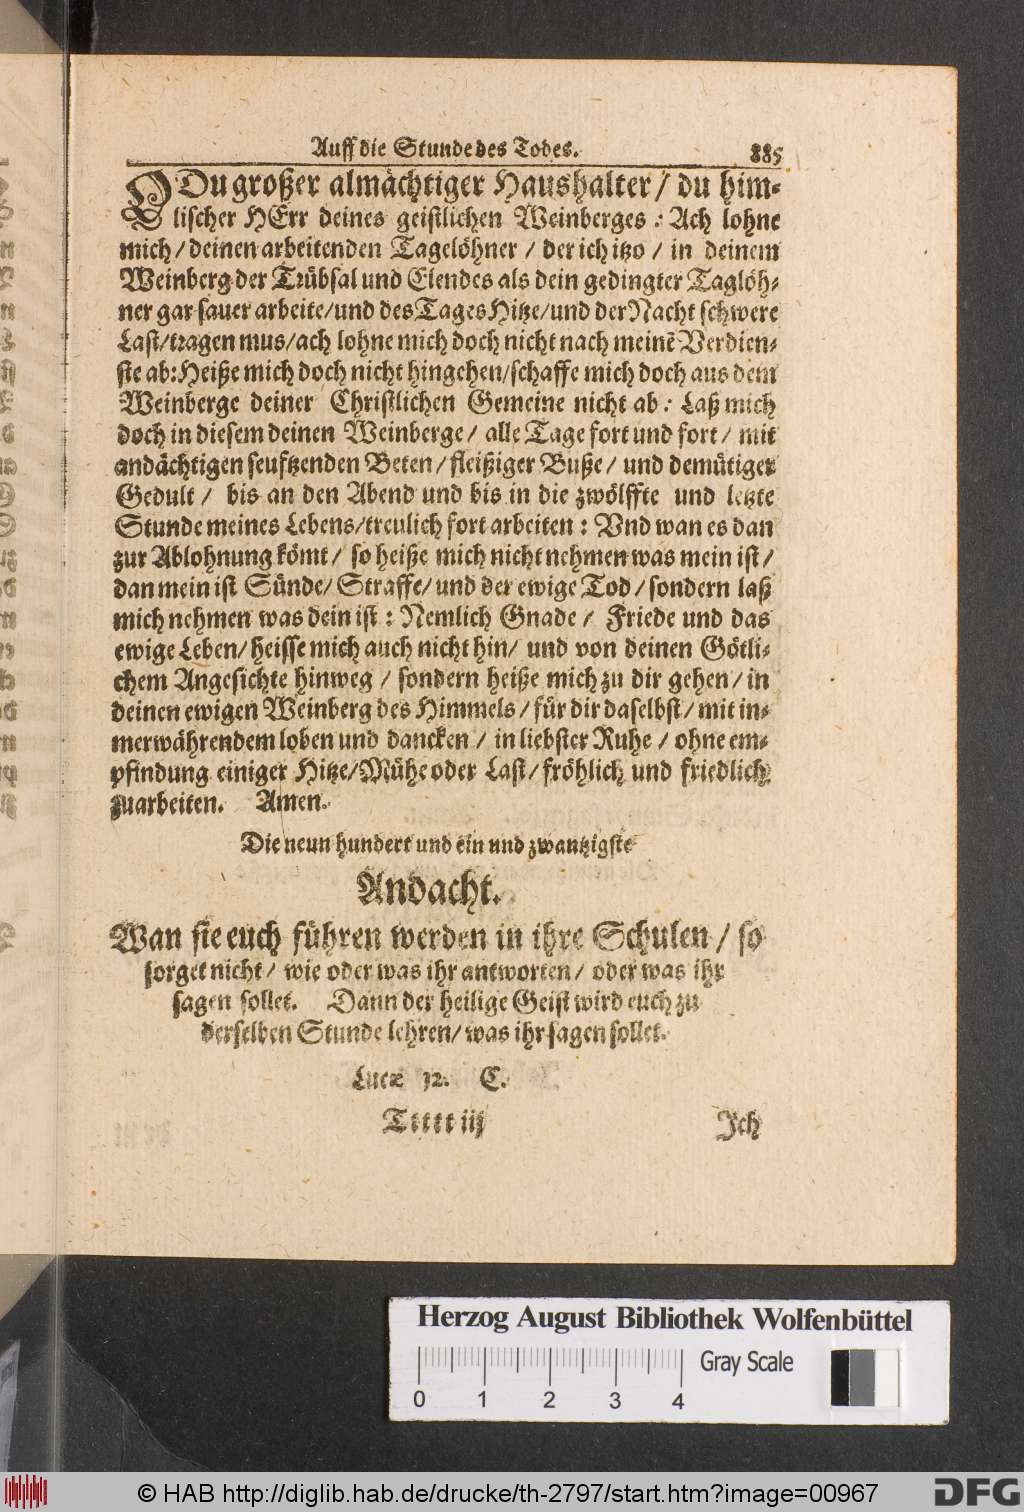 Auff die Stunde des Todes. 885
O Du großer almächtiger Haushalter / du him-
lischer HErr deines geistlichen Weinberges : Ach lohne
mich / deinen arbeitenden Tagelöhner / der ich itzo / in deinem
Weinberg der Trübsal und Elendes als dein gedingter Taglöh-
ner gar sauer arbeite/und des Tages Hitze/und der Nacht schwere
Last/tragen mus/ach lohne mich doch nicht nach meinẽ Verdien-
ste ab:Heiße mich doch nicht hingehen/schaffe mich doch aus dem
Weinberge deiner Christlichen Gemeine nicht ab : Laß mich
doch in diesem deinen Weinberge / alle Tage fort und fort / mit
andächtigen seuftzenden Beten / fleißiger Buße / und demütiger
Gedult / bis an den Abend und bis in die zwölffte und letzte
Stunde meines Lebens/treulich fort arbeiten : Vnd wan es dan
zur Ablohnung kömt / so heiße mich nicht nehmen was mein ist /
dan mein ist Sünde/ Straffe/ und der ewige Tod / sondern laß
mich nehmen was dein ist : Nemlich Gnade / Friede und das
ewige Leben/ heisse mich auch nicht hin/ und von deinen Götli-
chem Angesichte hinweg / sondern heiße mich zu dir gehen / in
deinen ewigen Weinberg des Himmels / für dir daselbst / mit in-
merwährendem loben und dancken / in liebster Ruhe / ohne em-
pfindung einiger Hitze/Mühe oder Last / fröhlich und friedlich
zuarbeiten. Amen.
Die neun hundert und ein und zwantzigste
Andacht.
Wan sie euch führen werden in ihre Schulen / so
sorget nicht / wie oder was ihr antworten / oder was ihr
sagen sollet. Dann der heilige Geist wird euch zu
derselben Stunde lehren/ was ihr sagen sollet.
Lucæ 12. C.
Ttttt iij Ich
Herzog August Bibliothek Wolfenbüttel
Gray Scale
0 1 2 3 4
© HAB http://diglib.hab.de/drucke/th-2797/start.htm?image=00967
DFG